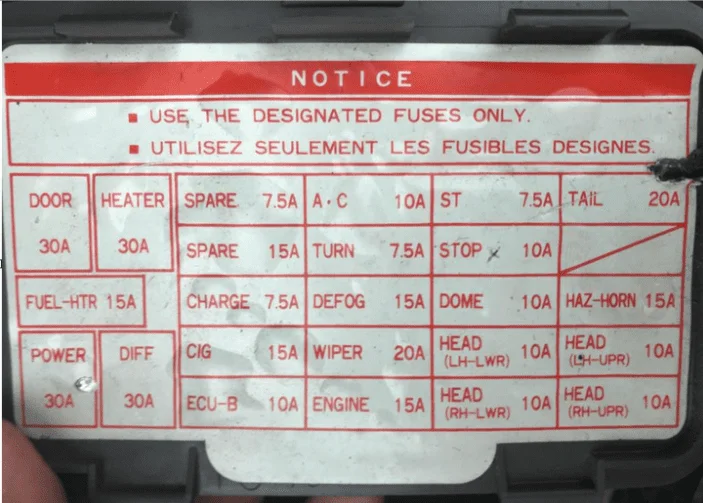 NOTICE
■ USE THE DESIGNATED FUSES ONLY.
■ UTILISEZ SEULEMENT LES FUSIBLES DESIGNES.
DOOR 30A
HEATER 30A
FUEL-HTR 15A
POWER 30A
DIFF 30A
SPARE 7.5A A·C 10A ST 7.5A TAIL 20A
SPARE 15A TURN 7.5A STOP 10A
CHARGE 7.5A DEFOG 15A DOME 10A HAZ-HORN 15A
CIG 15A WIPER 20A HEAD (LH-LWR) 10A HEAD (LH-UPR) 10A
ECU-B 10A ENGINE 15A HEAD (RH-LWR) 10A HEAD (RH-UPR) 10A